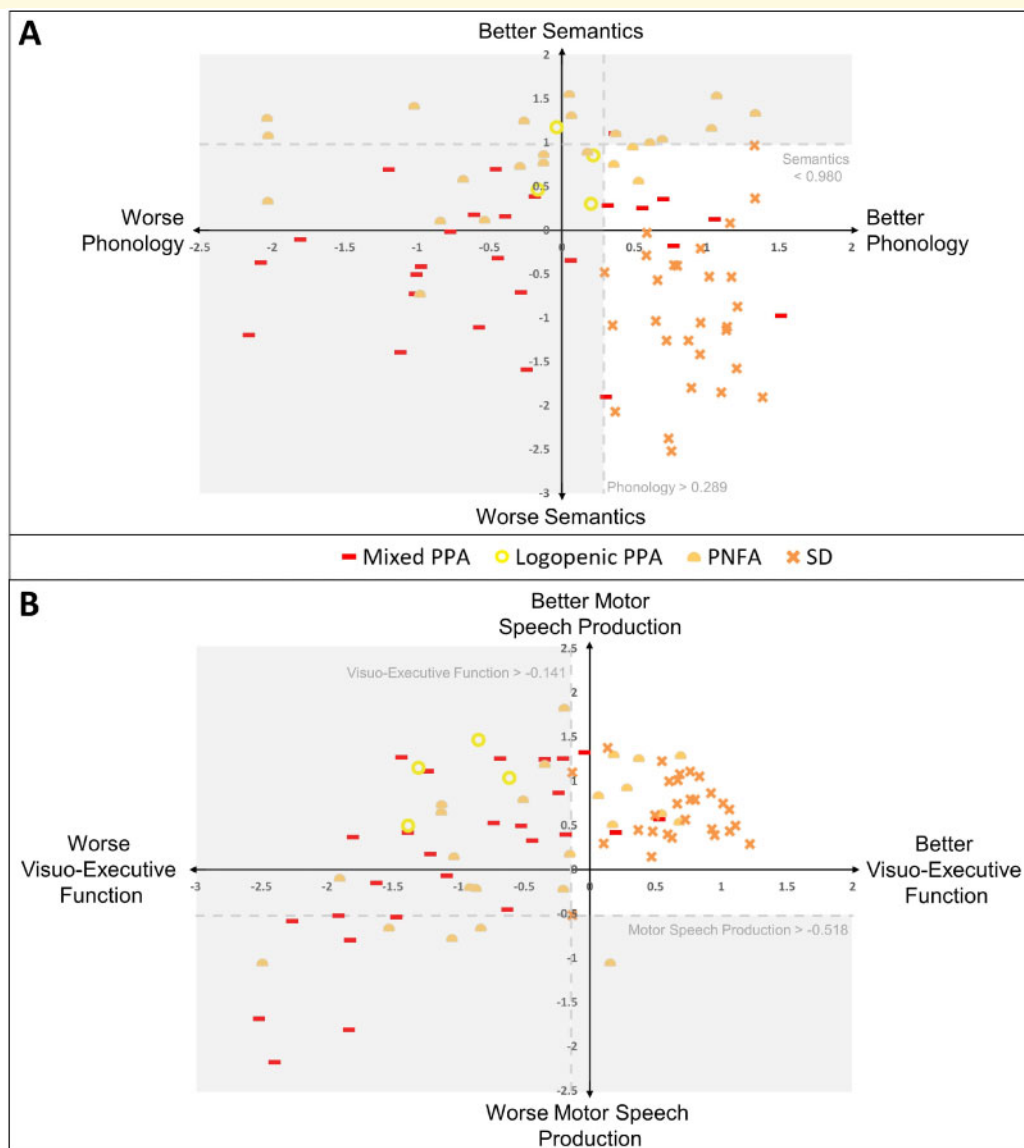 A
Better Semantics
2
1.5
1
Semantics
< 0.980
0.5
Worse
Phonology
Better
Phonology
-2.5
-2
-1.5
-1
-0.5
0
0.5
1
1.5
2
-0.5
-1
-1.5
-2
-2.5
Phonology > 0.289
-3
Worse Semantics
Mixed PPA
Logopenic PPA
PNFA
SD
B
Better Motor
Speech Production
2.5
Visuo-Executive Function > -0.141
2
1.5
1
0.5
Worse
Visuo-Executive
Function
Better
Visuo-Executive
Function
-3
-2.5
-2
-1.5
-1
-0.5
0
0.5
1
1.5
2
-0.5
Motor Speech Production > -0.518
-1
-1.5
-2
-2.5
Worse Motor Speech
Production